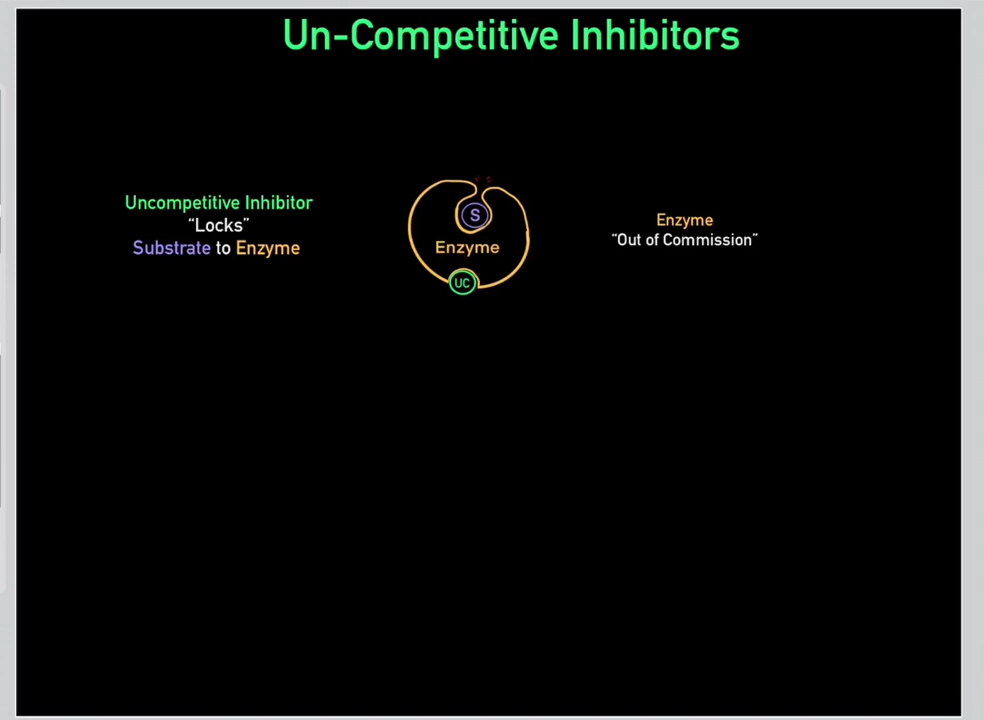 Un-Competitive Inhibitors
Uncompetitive Inhibitor
“Locks”
Substrate to Enzyme
S
Enzyme
UC
Enzyme
“Out of Commission”